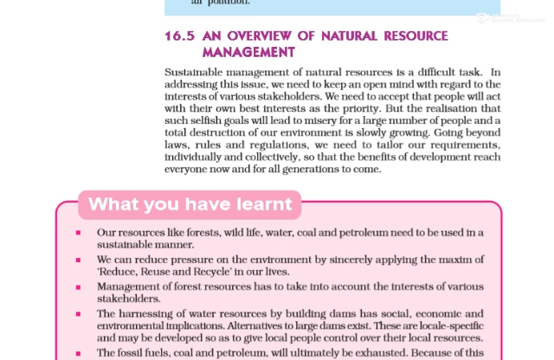 air pollution.
16.5 AN OVERVIEW OF NATURAL RESOURCE
MANAGEMENT
Sustainable management of natural resources is a difficult task. In
addressing this issue, we need to keep an open mind with regard to the
interests of various stakeholders. We need to accept that people will act
with their own best interests as the priority. But the realisation that
such selfish goals will lead to misery for a large number of people and a
total destruction of our environment is slowly growing. Going beyond
laws, rules and regulations, we need to tailor our requirements,
individually and collectively, so that the benefits of development reach
everyone now and for all generations to come.
What you have learnt
■ Our resources like forests, wild life, water, coal and petroleum need to be used in a
sustainable manner.
■ We can reduce pressure on the environment by sincerely applying the maxim of
‘Reduce, Reuse and Recycle’ in our lives.
■ Management of forest resources has to take into account the interests of various
stakeholders.
■ The harnessing of water resources by building dams has social, economic and
environmental implications. Alternatives to large dams exist. These are locale-specific
and may be developed so as to give local people control over their local resources.
■ The fossil fuels, coal and petroleum, will ultimately be exhausted. Because of this